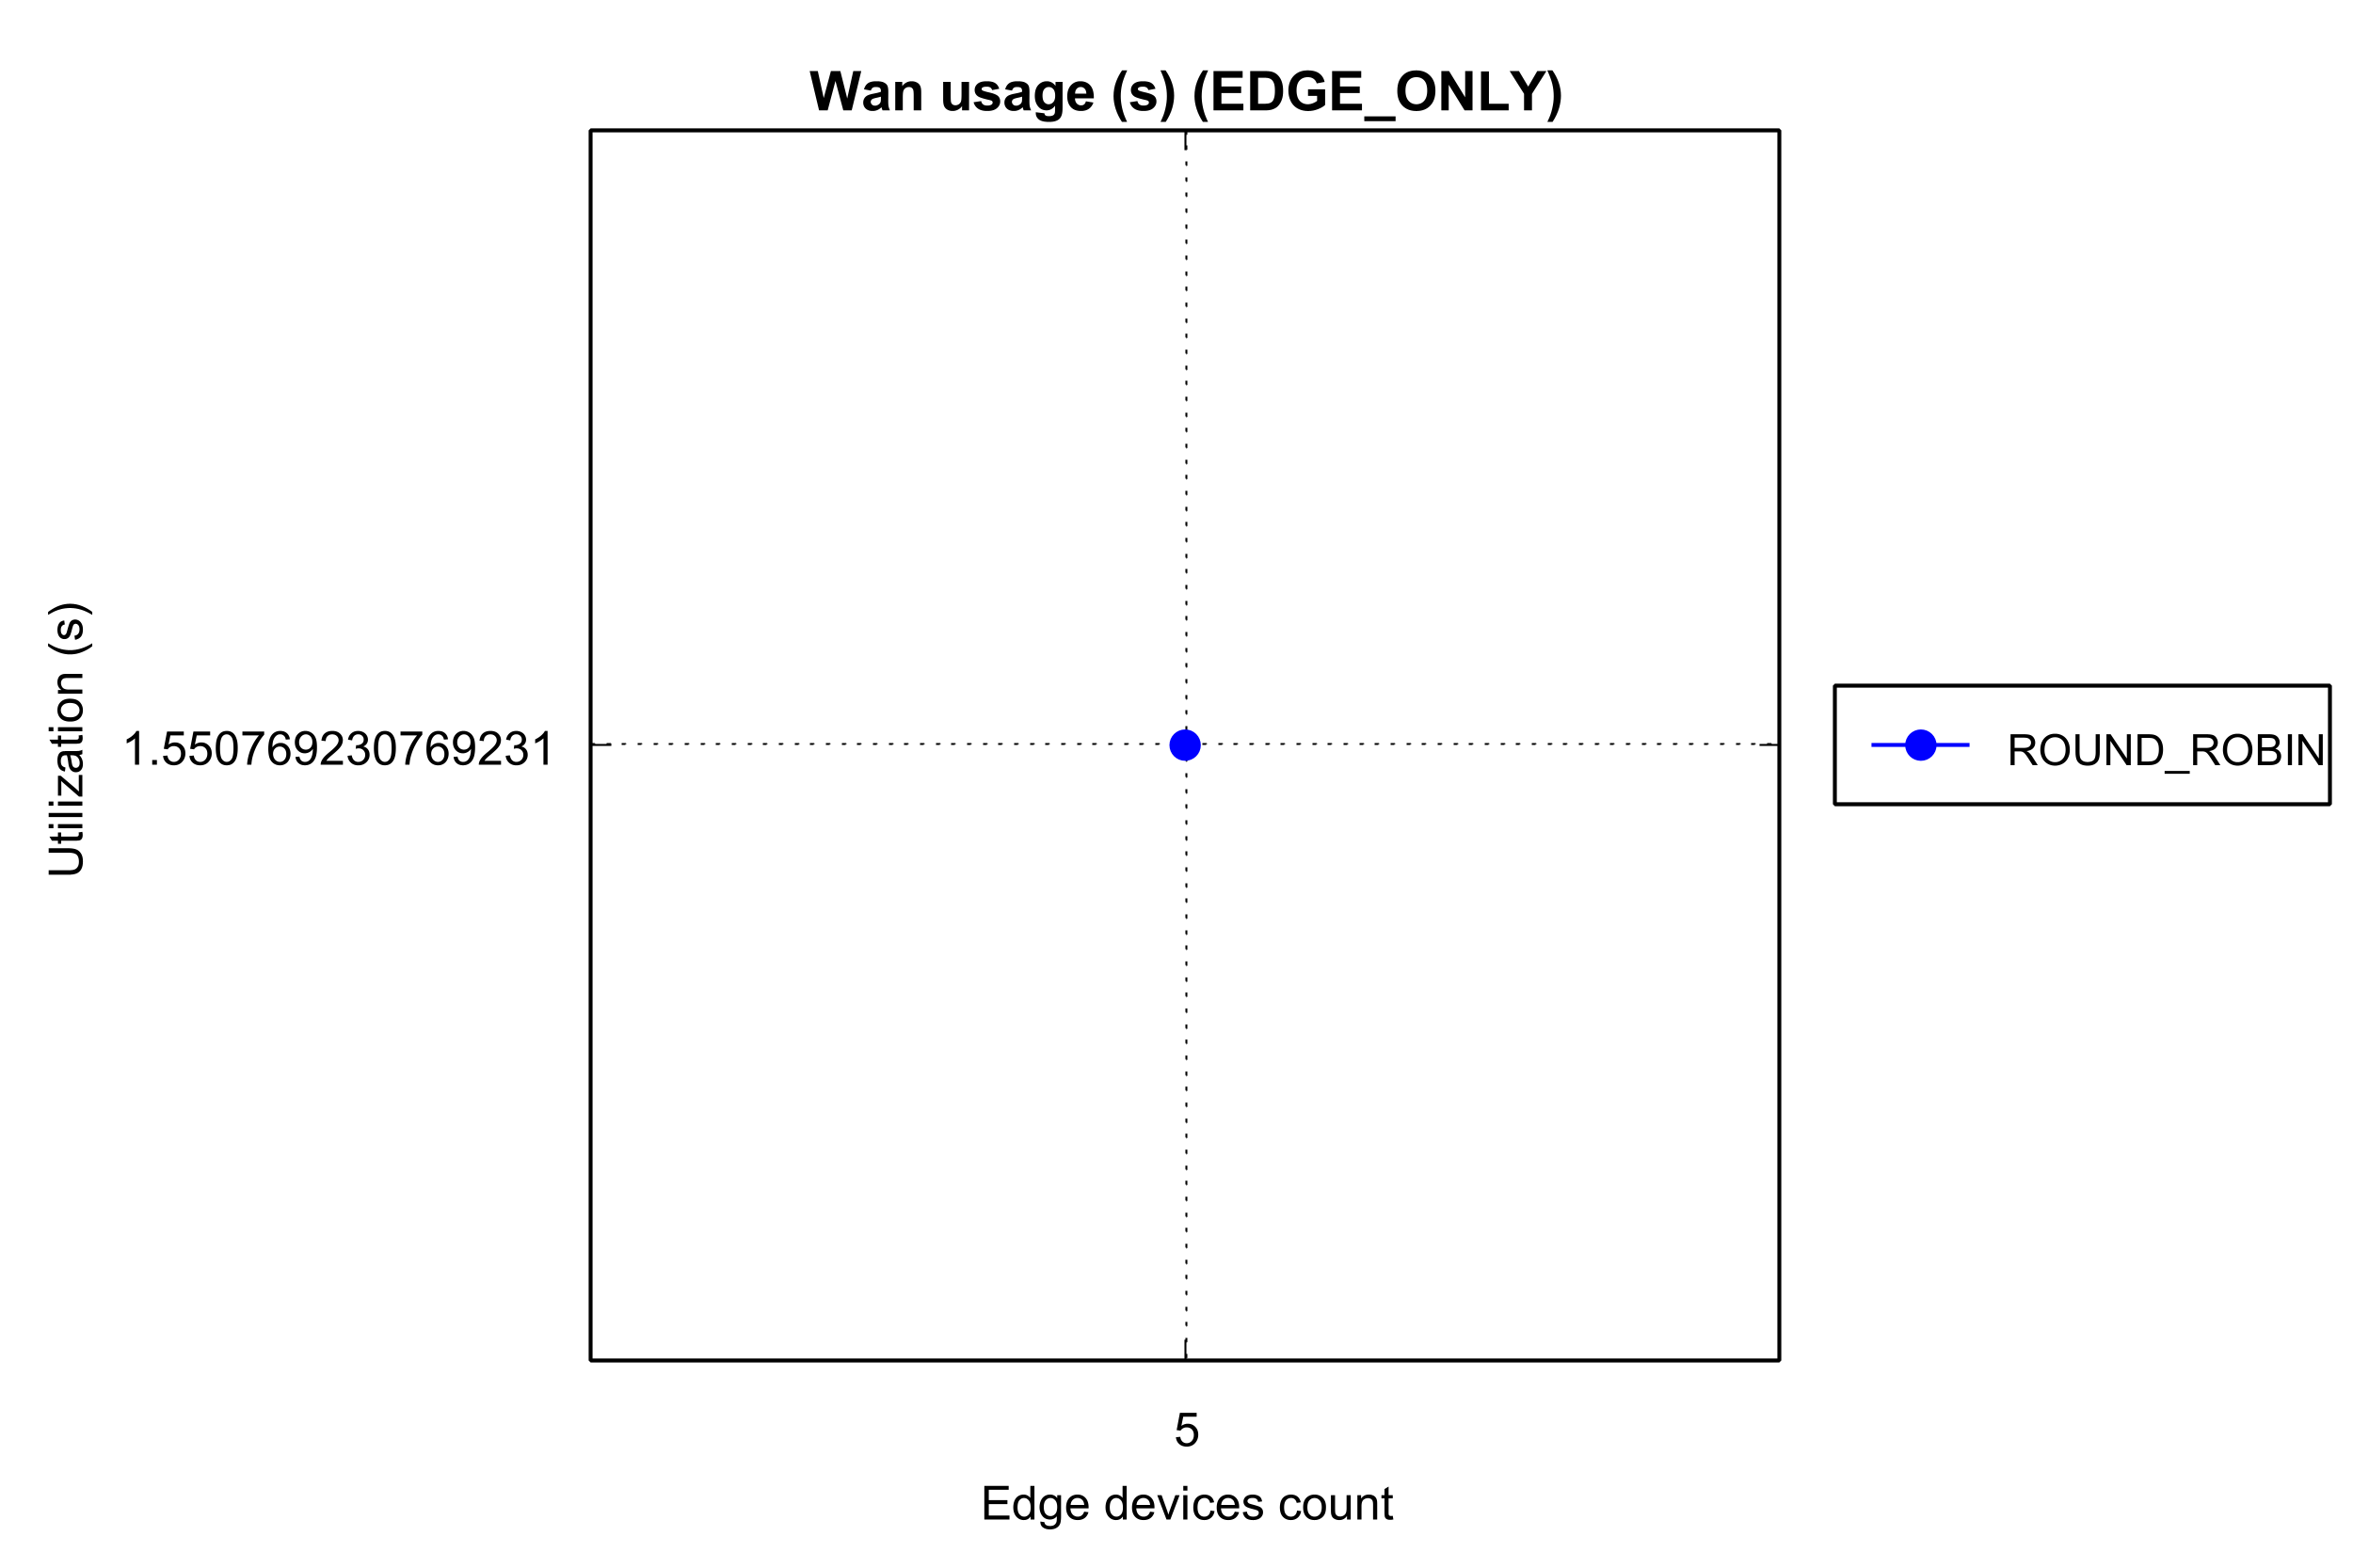 Wan usage (s) (EDGE_ONLY)
Utilization (s)
1.550769230769231
ROUND_ROBIN
5
Edge devices count